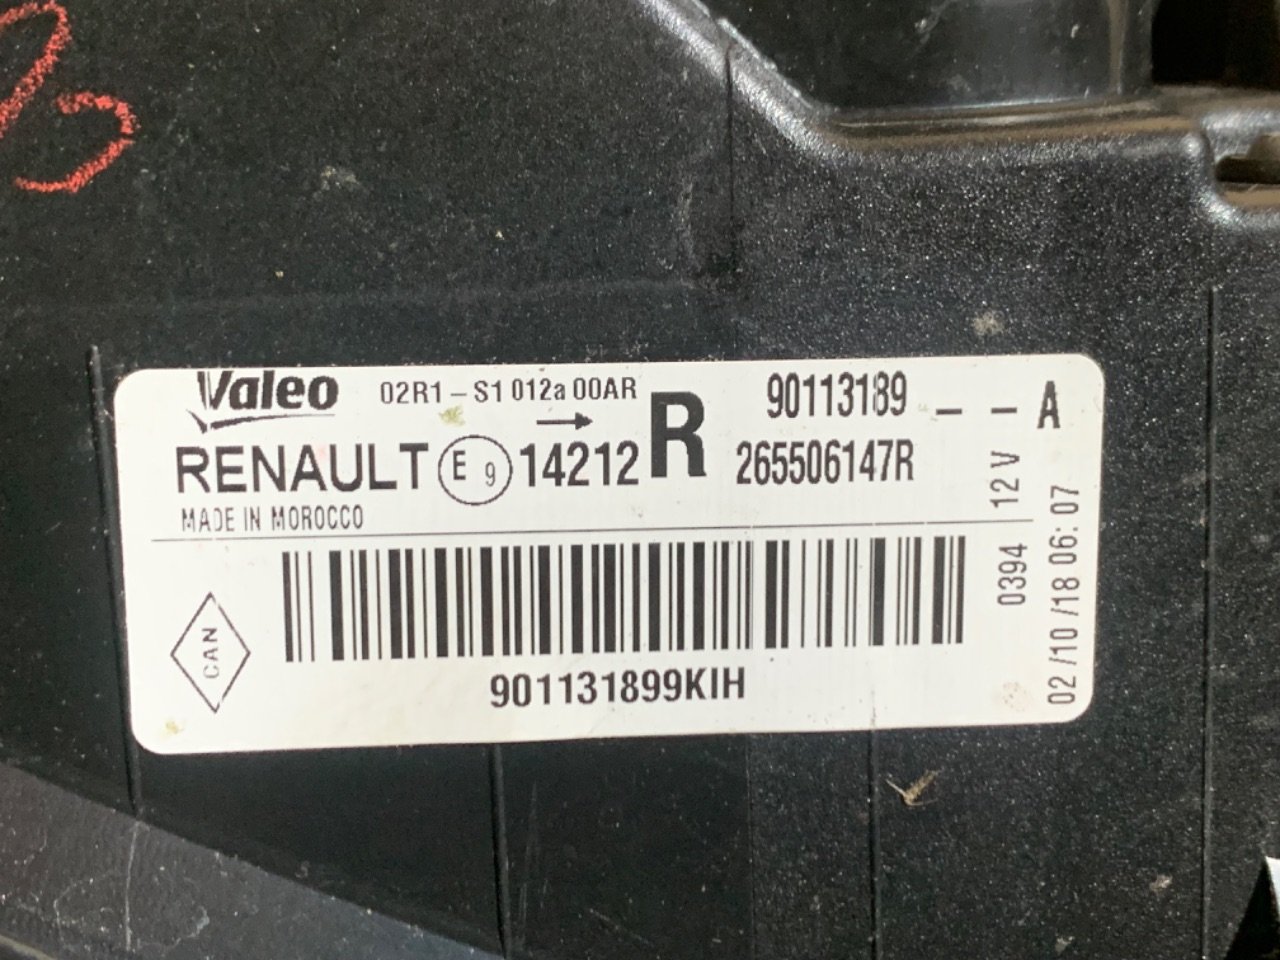 Valeo 02R1-S1 012a 00AR R 90113189 - - A
→
RENAULT E 9 14212 265506147R
12 V
MADE IN MOROCCO
0394
02/10/18 06:07
CAN
901131899KIH